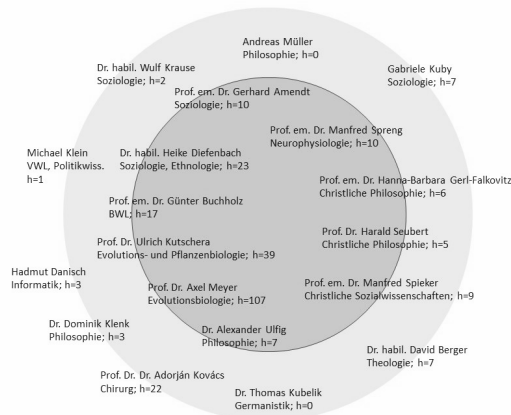 Andreas Müller
Philosophie; h=0
Dr. habil. Wulf Krause
Soziologie; h=2
Gabriele Kuby
Soziologie; h=7
Prof. em. Dr. Gerhard Amendt
Soziologie; h=10
Prof. em. Dr. Manfred Spreng
Neurophysiologie; h=10
Michael Klein
VWL, Politikwiss.
h=1
Dr. habil. Heike Diefenbach
Soziologie, Ethnologie; h=23
Prof. em. Dr. Hanna-Barbara Gerl-Falkovitz
Christliche Philosophie; h=6
Prof. em. Dr. Günter Buchholz
BWL; h=17
Prof. Dr. Harald Seubert
Christliche Philosophie; h=5
Prof. Dr. Ulrich Kutschera
Evolutions- und Pflanzenbiologie; h=39
Hadmut Danisch
Informatik; h=3
Prof. Dr. Axel Meyer
Evolutionsbiologie; h=107
Prof. em. Dr. Manfred Spieker
Christliche Sozialwissenschaften; h=9
Dr. Dominik Klenk
Philosophie; h=3
Dr. Alexander Ulfig
Philosophie; h=7
Dr. habil. David Berger
Theologie; h=7
Prof. Dr. Dr. Adorján Kovács
Chirurg; h=22
Dr. Thomas Kubelik
Germanistik; h=0